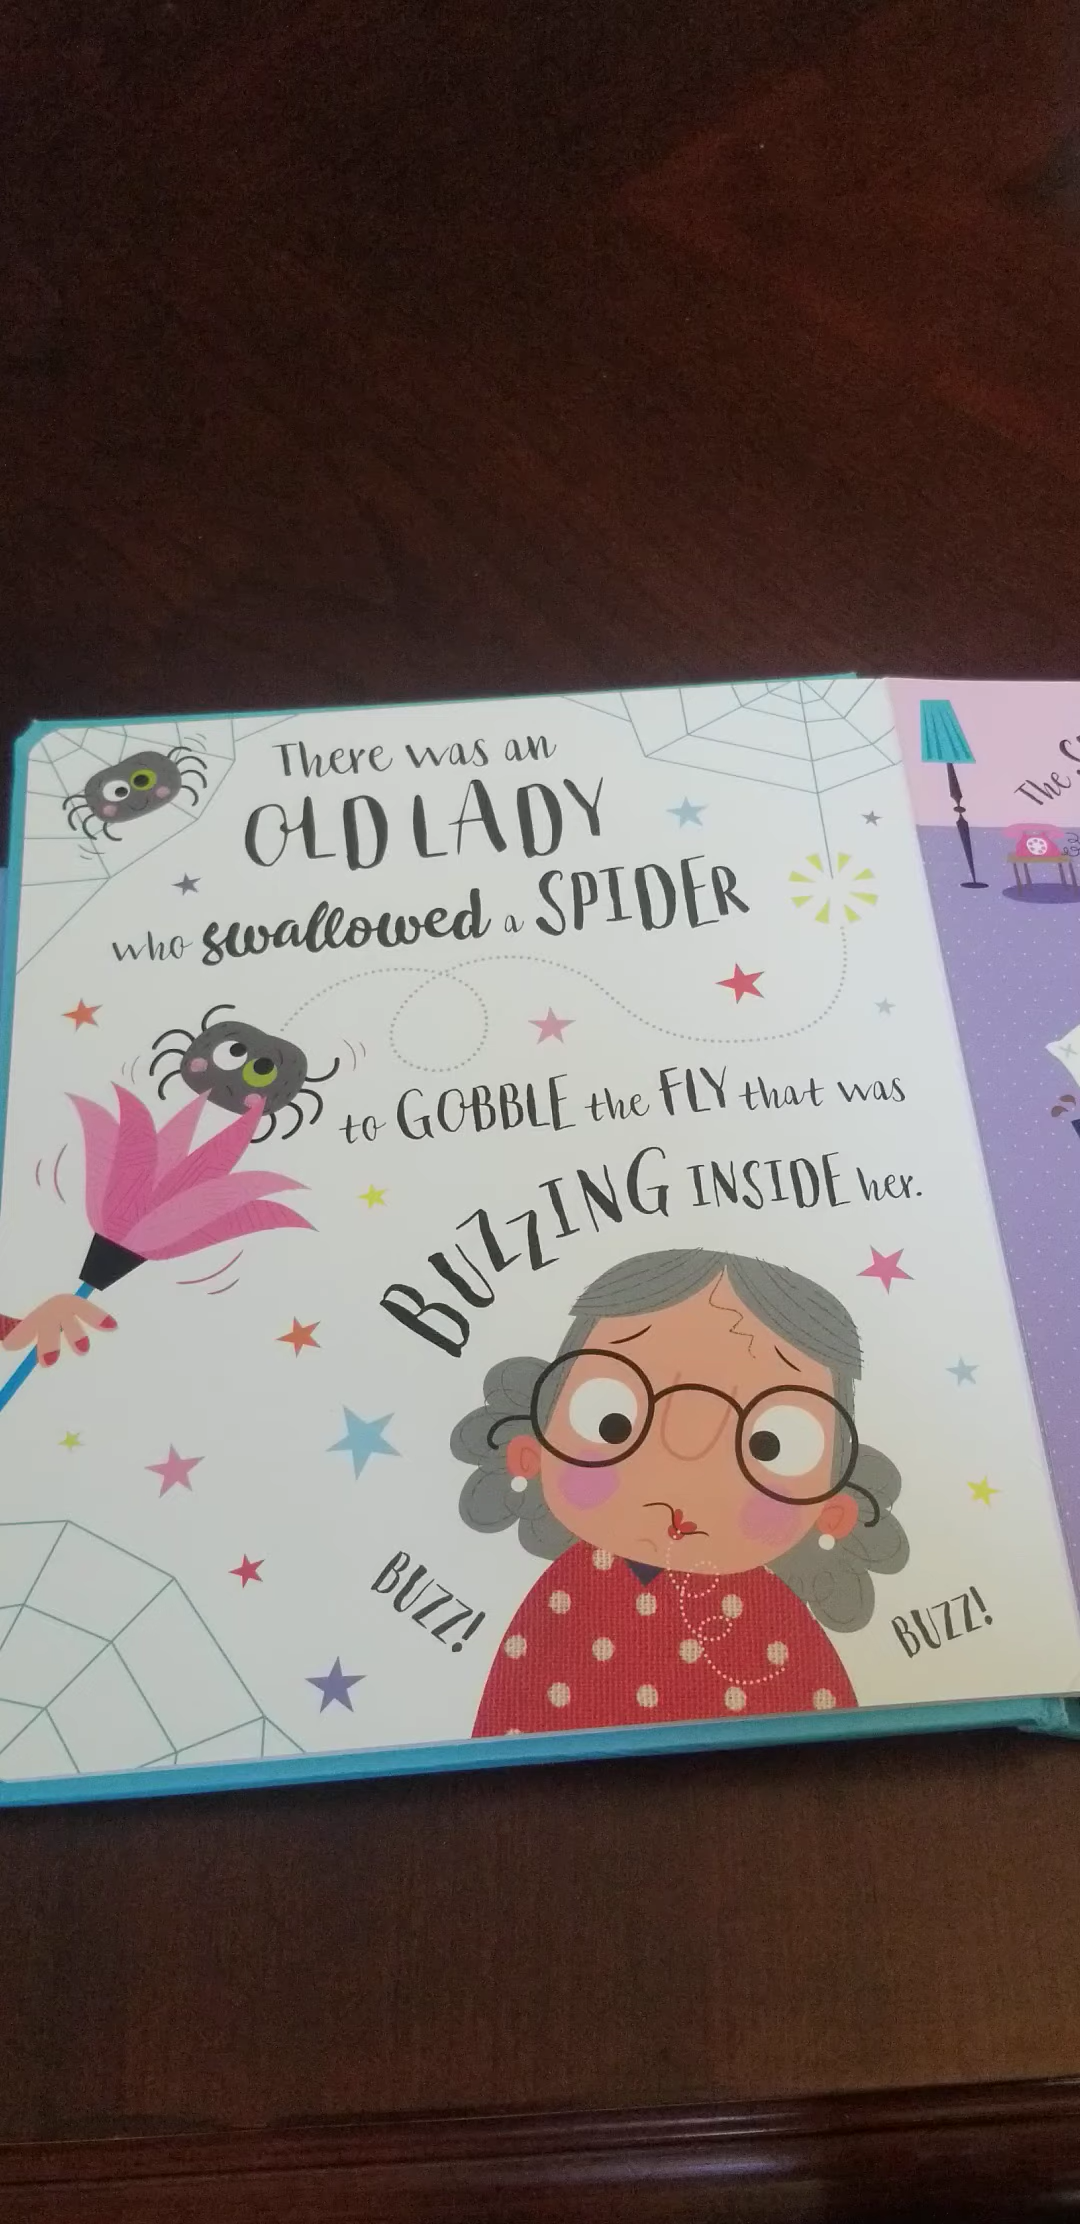 There was an
OLD LADY
who swallowed a SPIDER
to GOBBLE the FLY that was
BUZZING INSIDE her.
BUZZ!
BUZZ!
The